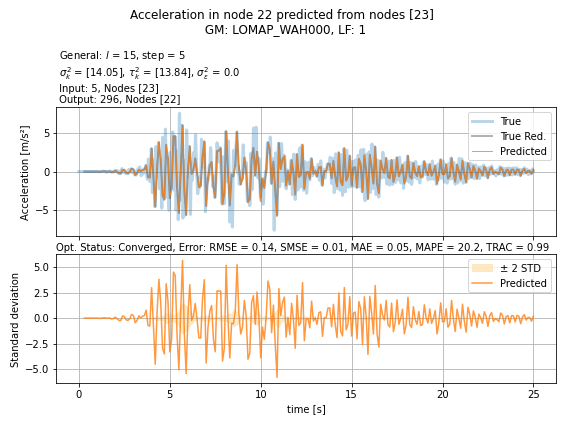 Acceleration in node 22 predicted from nodes [23]
GM: LOMAP_WAH000, LF: 1
General: l = 15, step = 5
σ²ₖ = [14.05], τ²ₖ = [13.84], σ²ε = 0.0
Input: 5, Nodes [23]
Output: 296, Nodes [22]
Acceleration [m/s²]
5
0
−5
True
True Red.
Predicted
Opt. Status: Converged, Error: RMSE = 0.14, SMSE = 0.01, MAE = 0.05, MAPE = 20.2, TRAC = 0.99
Standard deviation
5.0
2.5
0.0
−2.5
−5.0
± 2 STD
Predicted
0 5 10 15 20 25
time [s]